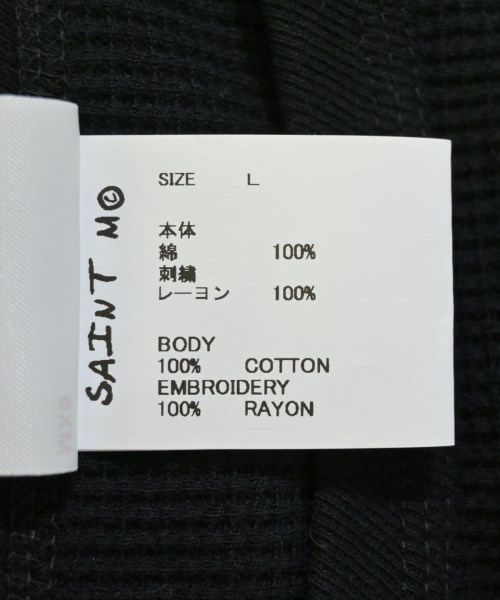 SAINT M©
SIZE L
本体
綿 100%
刺繍
レーヨン 100%
BODY
100% COTTON
EMBROIDERY
100% RAYON